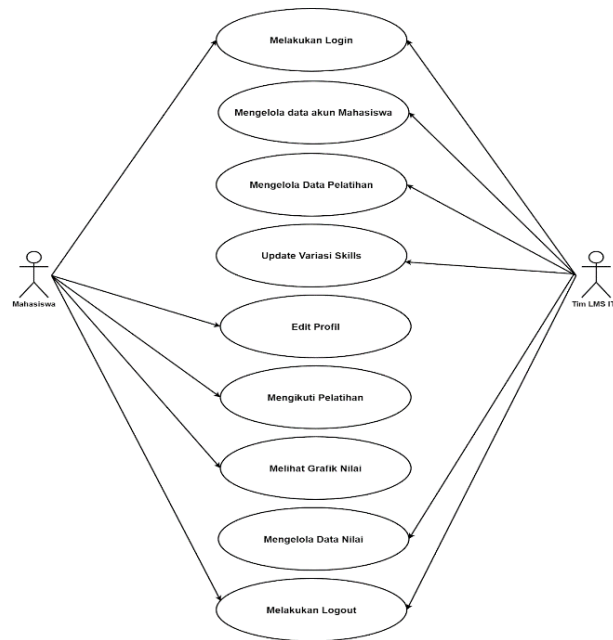 Melakukan Login
Mengelola data akun Mahasiswa
Mengelola Data Pelatihan
Update Variasi Skills
Mahasiswa
Tim LMS IT
Edit Profil
Mengikuti Pelatihan
Melihat Grafik Nilai
Mengelola Data Nilai
Melakukan Logout